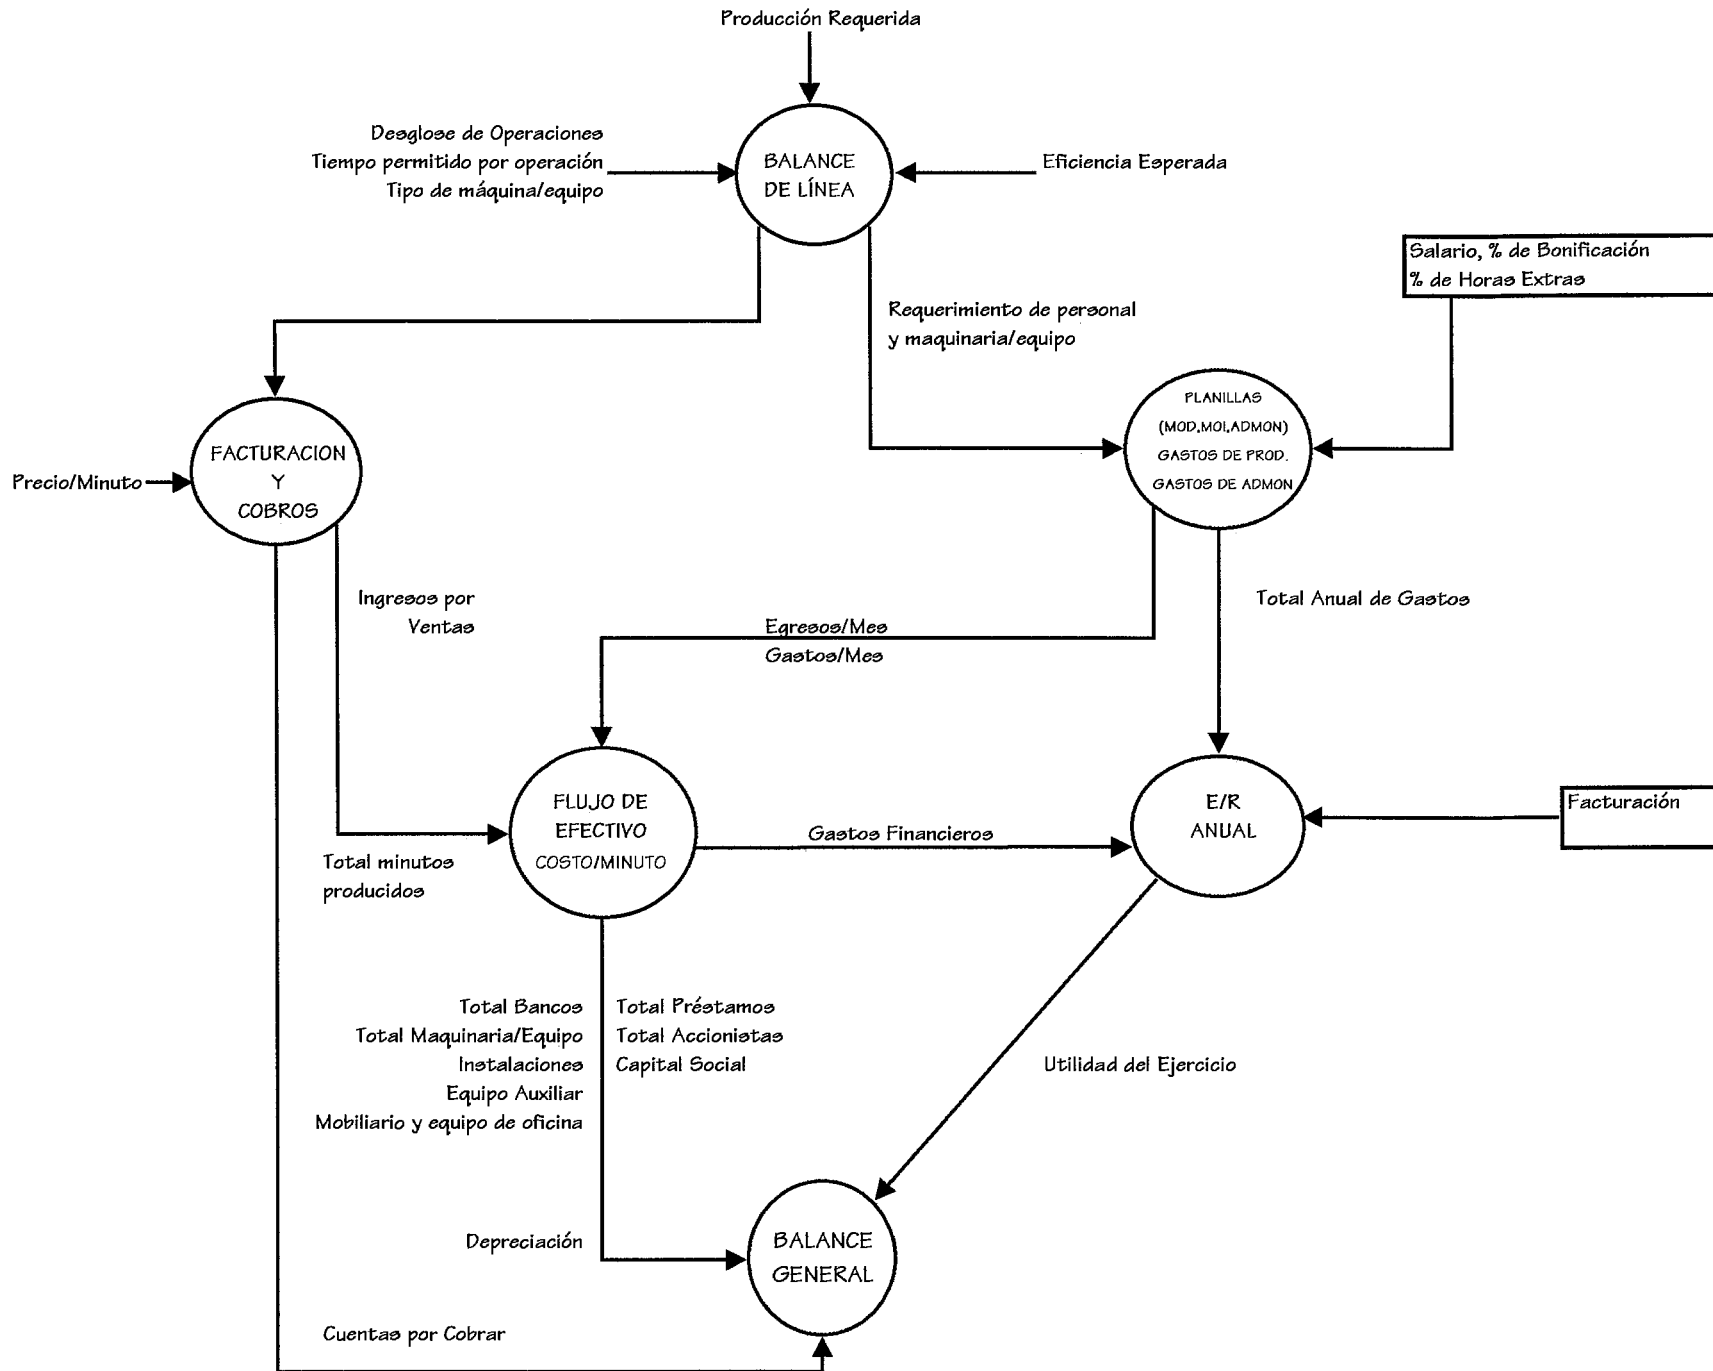 Producción Requerida
Desglose de Operaciones
Tiempo permitido por operación
Tipo de máquina/equipo
BALANCE
DE LÍNEA
Eficiencia Esperada
Salario, % de Bonificación
% de Horas Extras
Requerimiento de personal
y maquinaria/equipo
PLANILLAS
(MOD.MOI.ADMON)
GASTOS DE PROD.
GASTOS DE ADMON
FACTURACION
Y
COBROS
Precio/Minuto
Ingresos por
Ventas
Total Anual de Gastos
Egresos/Mes
Gastos/Mes
FLUJO DE
EFECTIVO
COSTO/MINUTO
Gastos Financieros
E/R
ANUAL
Facturación
Total minutos
producidos
Total Bancos
Total Maquinaria/Equipo
Instalaciones
Equipo Auxiliar
Mobiliario y equipo de oficina
Total Préstamos
Total Accionistas
Capital Social
Utilidad del Ejercicio
Depreciación
BALANCE
GENERAL
Cuentas por Cobrar